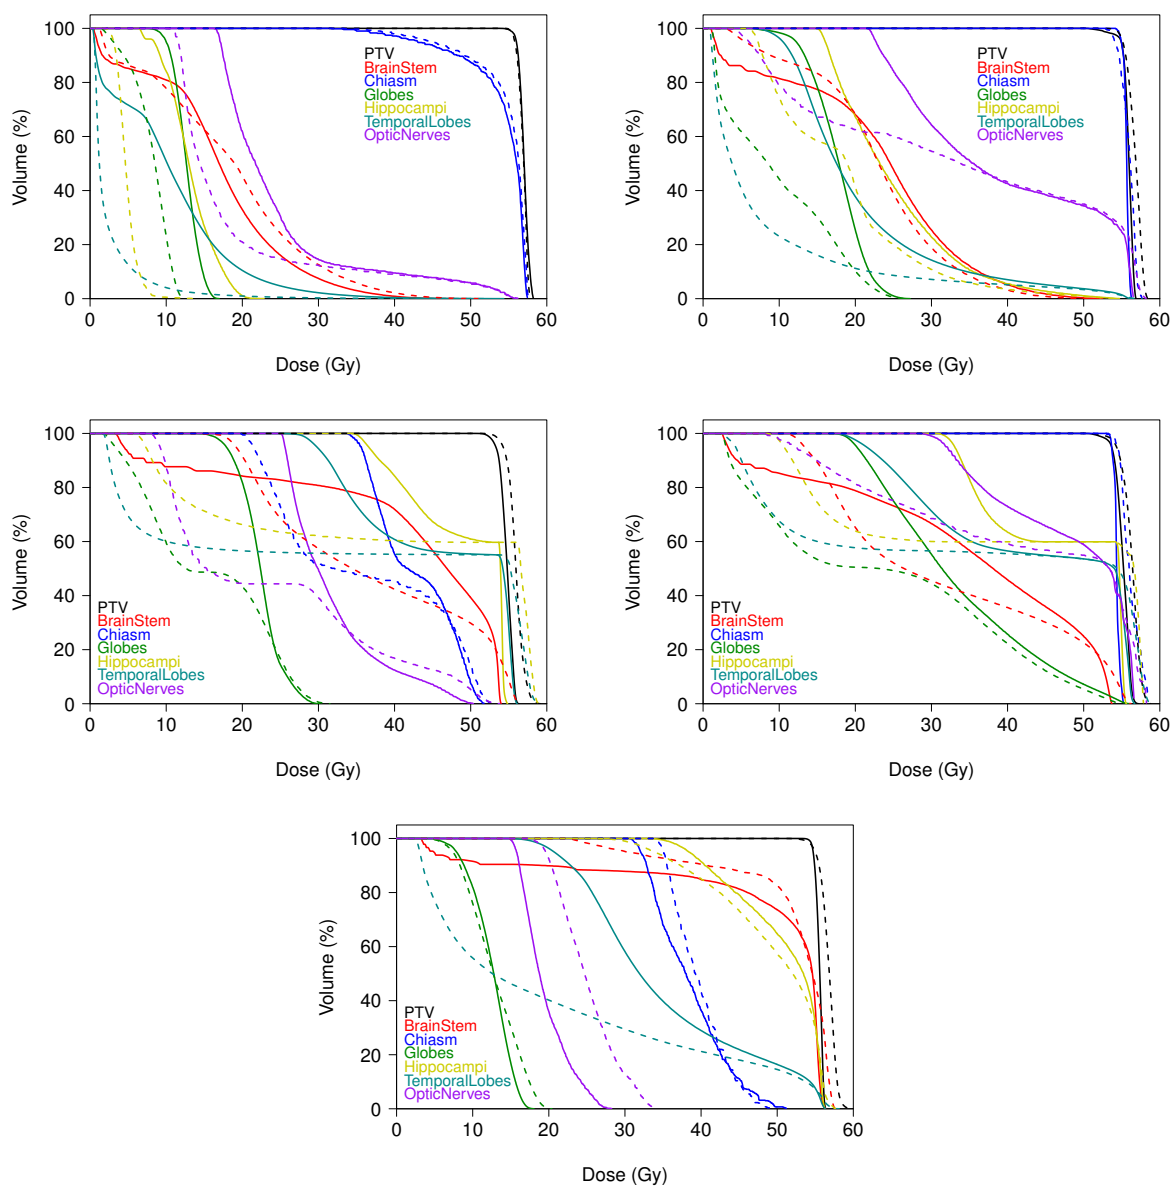 100
80
60
40
20
0
Volume (%)
PTV
BrainStem
Chiasm
Globes
Hippocampi
TemporalLobes
OpticNerves
0 10 20 30 40 50 60
Dose (Gy)
100
80
60
40
20
0
Volume (%)
PTV
BrainStem
Chiasm
Globes
Hippocampi
TemporalLobes
OpticNerves
0 10 20 30 40 50 60
Dose (Gy)
100
80
60
40
20
0
Volume (%)
PTV
BrainStem
Chiasm
Globes
Hippocampi
TemporalLobes
OpticNerves
0 10 20 30 40 50 60
Dose (Gy)
100
80
60
40
20
0
Volume (%)
PTV
BrainStem
Chiasm
Globes
Hippocampi
TemporalLobes
OpticNerves
0 10 20 30 40 50 60
Dose (Gy)
100
80
60
40
20
0
Volume (%)
PTV
BrainStem
Chiasm
Globes
Hippocampi
TemporalLobes
OpticNerves
0 10 20 30 40 50 60
Dose (Gy)